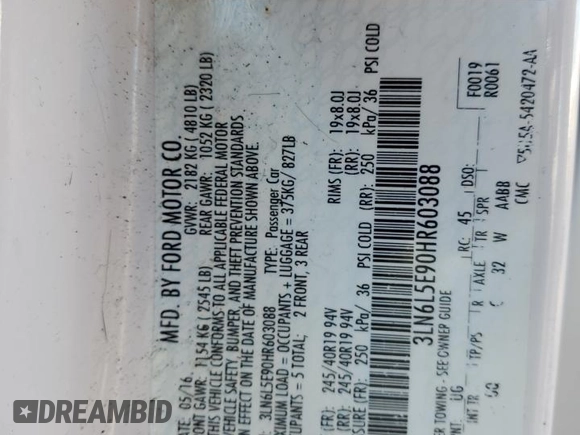 MFD. BY FORD MOTOR CO.
DATE 05/16 GVWR: 2182 KG (4810 LB)
FRONT GAWR: 1154 KG (2545 LB) REAR GAWR: 1052 KG (2320 LB)
VEHICLE CONFORMS TO ALL APPLICABLE FEDERAL MOTOR
VEHICLE SAFETY, BUMPER, AND THEFT PREVENTION STANDARDS
IN EFFECT ON THE DATE OF MANUFACTURE SHOWN ABOVE.
3LN6L5E90HR603088 TYPE: Passenger Car
MAXIMUM LOAD = OCCUPANTS + LUGGAGE = 375KG/ 827LB
OCCUPANTS = 5 TOTAL; 2 FRONT, 3 REAR
(FR): 245/40R19 94V RIMS (FR): 19x8.0J
(RR): 245/40R19 94V (RR): 19x8.0J
PRESSURE (FR): 250 kPa/ 36 PSI COLD (RR): 250 kPa/ 36 PSI COLD
3LN6L5E90HR603088
TOWING - SEE OWNER GUIDE
UG RC: 45 DSO: F0019
INT TR TP/PS R AXLE TR SPR R0061
32 W AABB
CMC 5420472-AA
DREAMBID